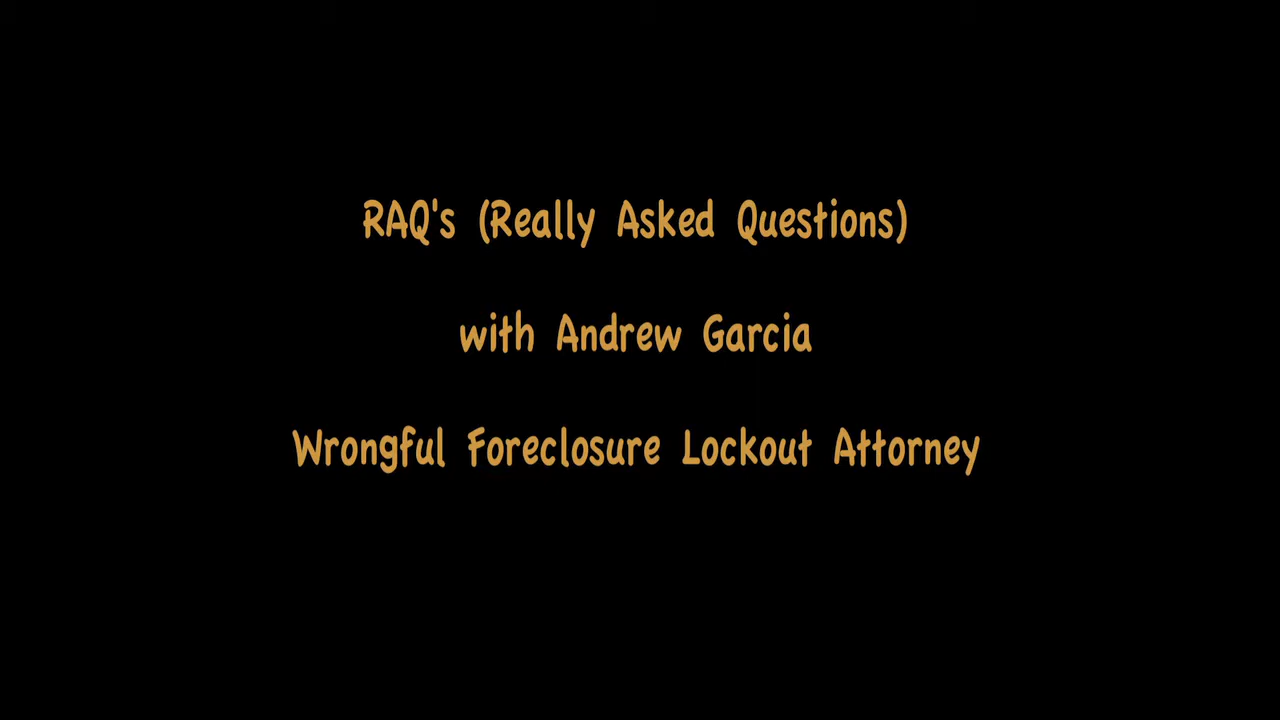 RAQ's (Really Asked Questions)
with Andrew Garcia
Wrongful Foreclosure Lockout Attorney